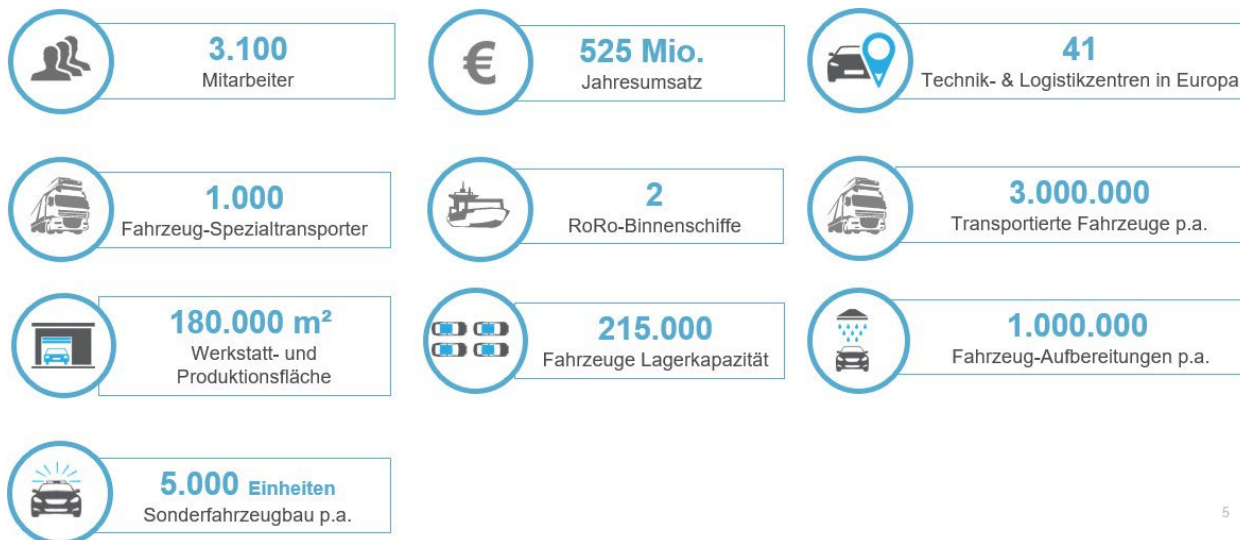 3.100
Mitarbeiter
€
525 Mio.
Jahresumsatz
41
Technik- & Logistikzentren in Europa
1.000
Fahrzeug-Spezialtransporter
2
RoRo-Binnenschiffe
3.000.000
Transportierte Fahrzeuge p.a.
180.000 m²
Werkstatt- und
Produktionsfläche
215.000
Fahrzeuge Lagerkapazität
1.000.000
Fahrzeug-Aufbereitungen p.a.
5.000 Einheiten
Sonderfahrzeugbau p.a.
5